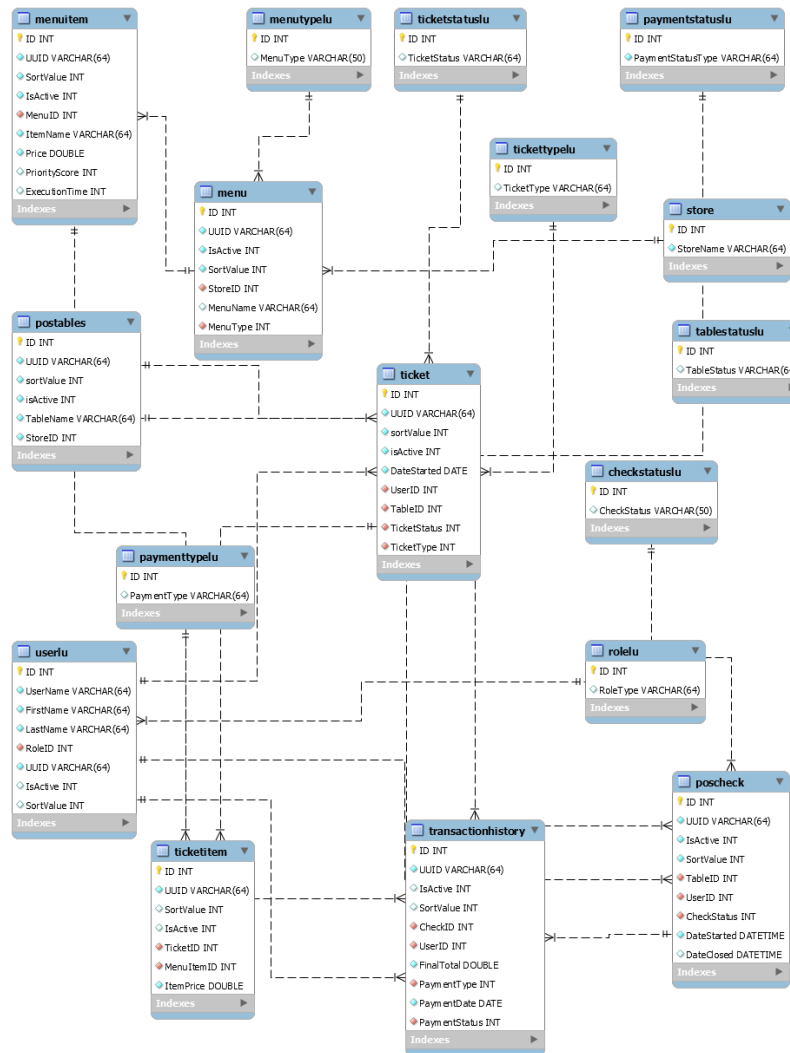 menuitem
ID INT
UUID VARCHAR(64)
SortValue INT
IsActive INT
MenuID INT
ItemName VARCHAR(64)
Price DOUBLE
PriorityScore INT
ExecutionTime INT
Indexes
menutypelu
ID INT
MenuType VARCHAR(50)
Indexes
ticketstatuslu
ID INT
TicketStatus VARCHAR(64)
Indexes
paymentstatuslu
ID INT
PaymentStatusType VARCHAR(64)
Indexes
tickettypelu
ID INT
TicketType VARCHAR(64)
Indexes
menu
ID INT
UUID VARCHAR(64)
IsActive INT
SortValue INT
StoreID INT
MenuName VARCHAR(64)
MenuType INT
Indexes
store
ID INT
StoreName VARCHAR(64)
Indexes
postables
ID INT
UUID VARCHAR(64)
sortValue INT
isActive INT
TableName VARCHAR(64)
StoreID INT
Indexes
tablestatuslu
ID INT
TableStatus VARCHAR(64
Indexes
ticket
ID INT
UUID VARCHAR(64)
sortValue INT
isActive INT
DateStarted DATE
UserID INT
TableID INT
TicketStatus INT
TicketType INT
Indexes
checkstatuslu
ID INT
CheckStatus VARCHAR(50)
Indexes
paymenttypelu
ID INT
PaymentType VARCHAR(64)
Indexes
userlu
ID INT
UserName VARCHAR(64)
FirstName VARCHAR(64)
LastName VARCHAR(64)
RoleID INT
UUID VARCHAR(64)
IsActive INT
SortValue INT
Indexes
rolelu
ID INT
RoleType VARCHAR(64)
Indexes
poscheck
ID INT
UUID VARCHAR(64)
IsActive INT
SortValue INT
TableID INT
UserID INT
CheckStatus INT
DateStarted DATETIME
DateClosed DATETIME
Indexes
transactionhistory
ID INT
UUID VARCHAR(64)
IsActive INT
SortValue INT
CheckID INT
UserID INT
FinalTotal DOUBLE
PaymentType INT
PaymentDate DATE
PaymentStatus INT
Indexes
ticketitem
ID INT
UUID VARCHAR(64)
SortValue INT
IsActive INT
TicketID INT
MenuItemID INT
ItemPrice DOUBLE
Indexes